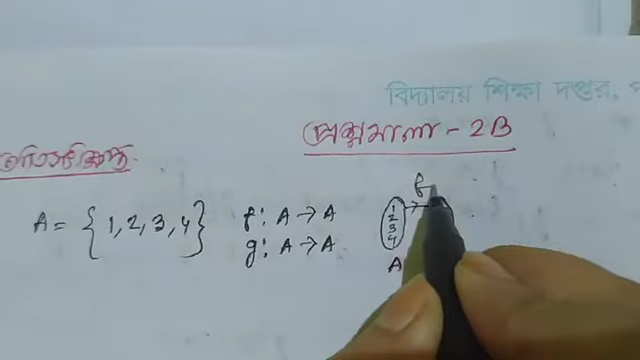 বিদ্যালয় শিক্ষা দপ্তর,
প্রশ্নমালা - 2B
A = {1, 2, 3, 4} f: A → A
g: A → A
f
1
2
3
4
A